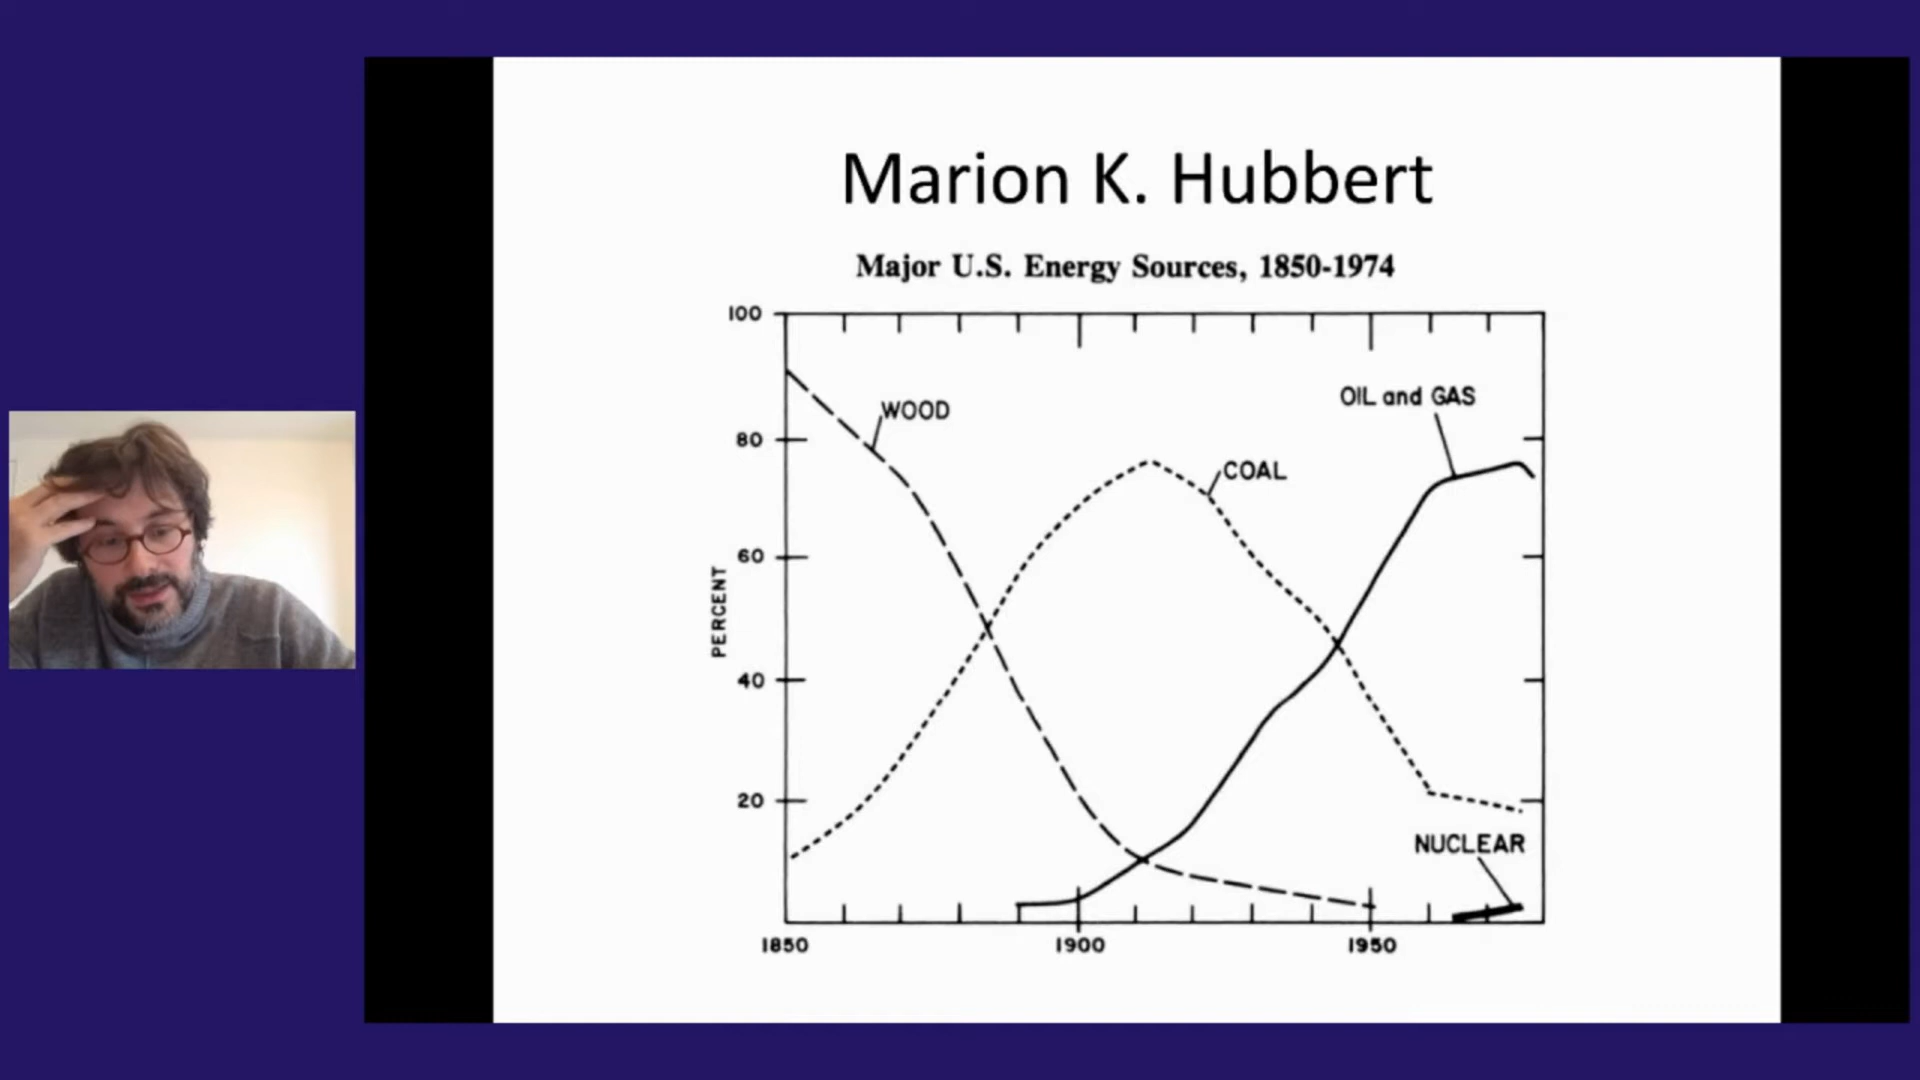 Marion K. Hubbert
Major U.S. Energy Sources, 1850-1974
100
80
60
40
20
PERCENT
WOOD
COAL
OIL and GAS
NUCLEAR
1850
1900
1950